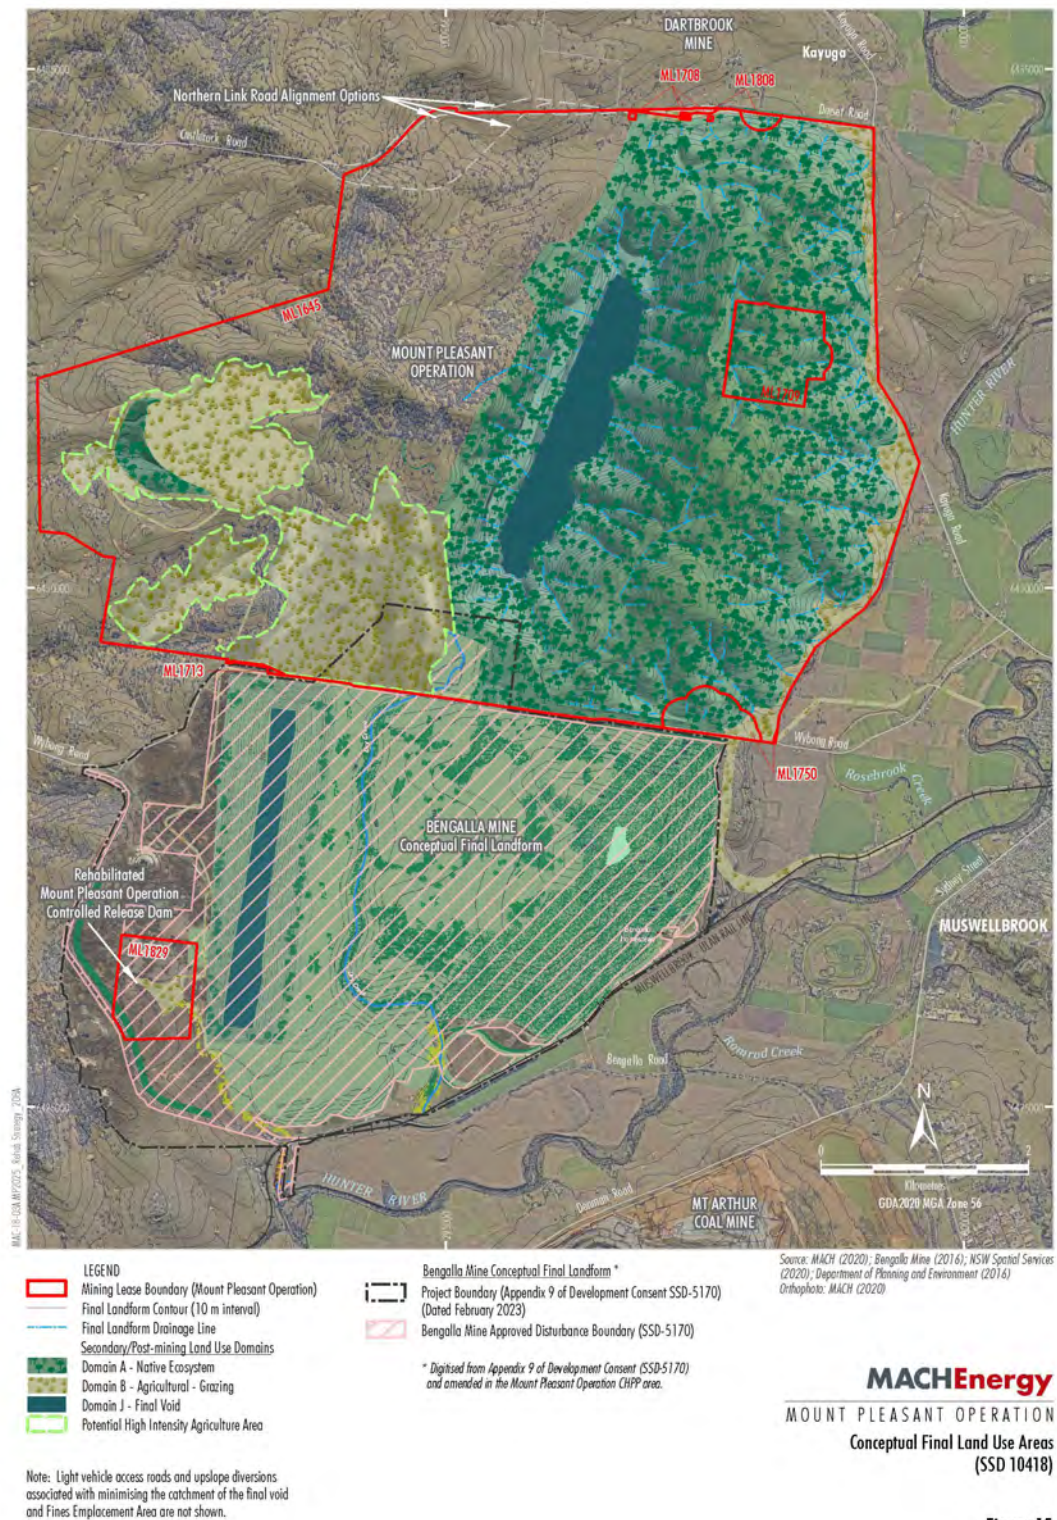 DARTBROOK
MINE
Kayuga
Kayuga Road
ML1708
ML1808
Northern Link Road Alignment Options
Dorset Road
Castlerock Road
ML1645
MOUNT PLEASANT
OPERATION
ML1709
HUNTER RIVER
Kayuga Road
ML1713
Wybong Road
Wybong Road
ML1750
Rosebrook Creek
BENGALLA MINE
Conceptual Final Landform
Rehabilitated
Mount Pleasant Operation
Controlled Release Dam
ML1829
Sydney Street
MUSWELLBROOK
Bengalla Road
Ramrod Creek
HUNTER RIVER
Denman Road
MT ARTHUR
COAL MINE
N
0 2
Kilometres
GDA2020 MGA Zone 56
LEGEND
Mining Lease Boundary (Mount Pleasant Operation)
Final Landform Contour (10 m interval)
Final Landform Drainage Line
Secondary/Post-mining Land Use Domains
Domain A - Native Ecosystem
Domain B - Agricultural - Grazing
Domain J - Final Void
Potential High Intensity Agriculture Area
Bengalla Mine Conceptual Final Landform *
Project Boundary (Appendix 9 of Development Consent SSD-5170)
(Dated February 2023)
Bengalla Mine Approved Disturbance Boundary (SSD-5170)
* Digitised from Appendix 9 of Development Consent (SSD-5170)
and amended in the Mount Pleasant Operation CHPP area.
Source: MACH (2020); Bengalla Mine (2016); NSW Spatial Services
(2020); Department of Planning and Environment (2016)
Orthophoto: MACH (2020)
MACHEnergy
MOUNT PLEASANT OPERATION
Conceptual Final Land Use Areas
(SSD 10418)
Note: Light vehicle access roads and upslope diversions
associated with minimising the catchment of the final void
and Fines Emplacement Area are not shown.